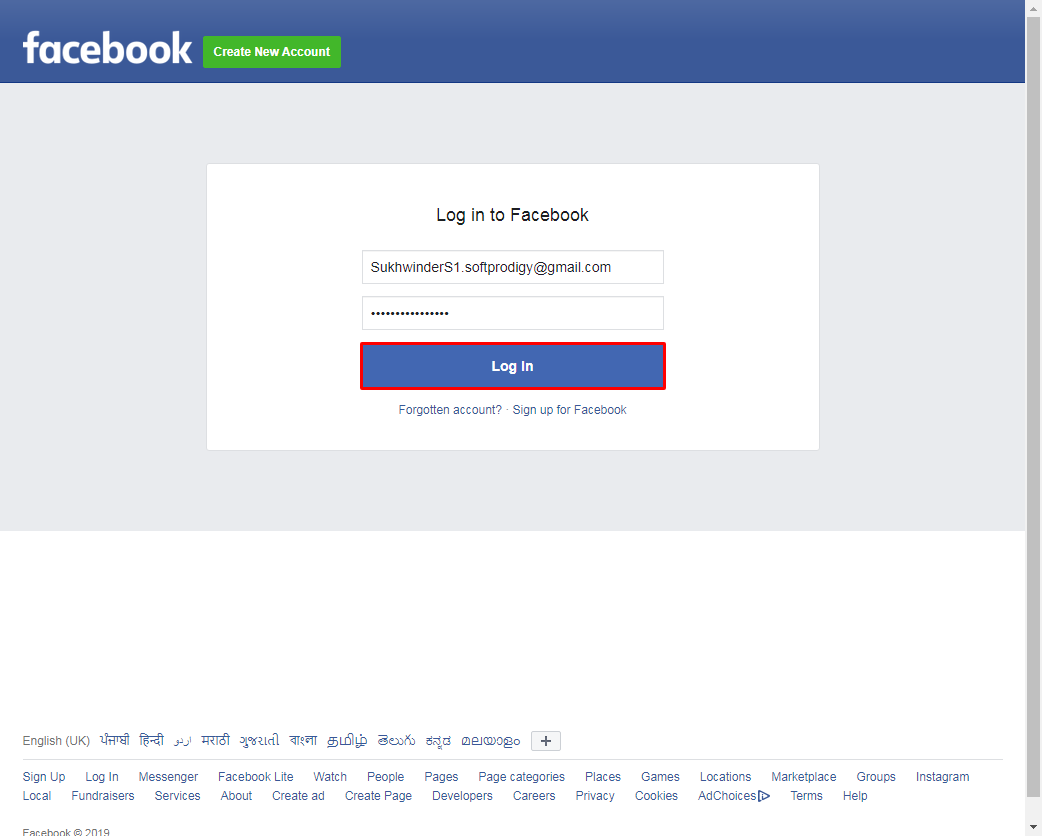 facebook Create New Account
Log in to Facebook
SukhwinderS1.softprodigy@gmail.com
••••••••••••••••
Log In
Forgotten account? · Sign up for Facebook
English (UK) ਪੰਜਾਬੀ हिन्दी اردو मराठी ગુજરાતી বাংলা தமிழ் తెలుగు ಕನ್ನಡ മലയാളം +
Sign Up Log In Messenger Facebook Lite Watch People Pages Page categories Places Games Locations Marketplace Groups Instagram
Local Fundraisers Services About Create ad Create Page Developers Careers Privacy Cookies AdChoices Terms Help
Facebook © 2019